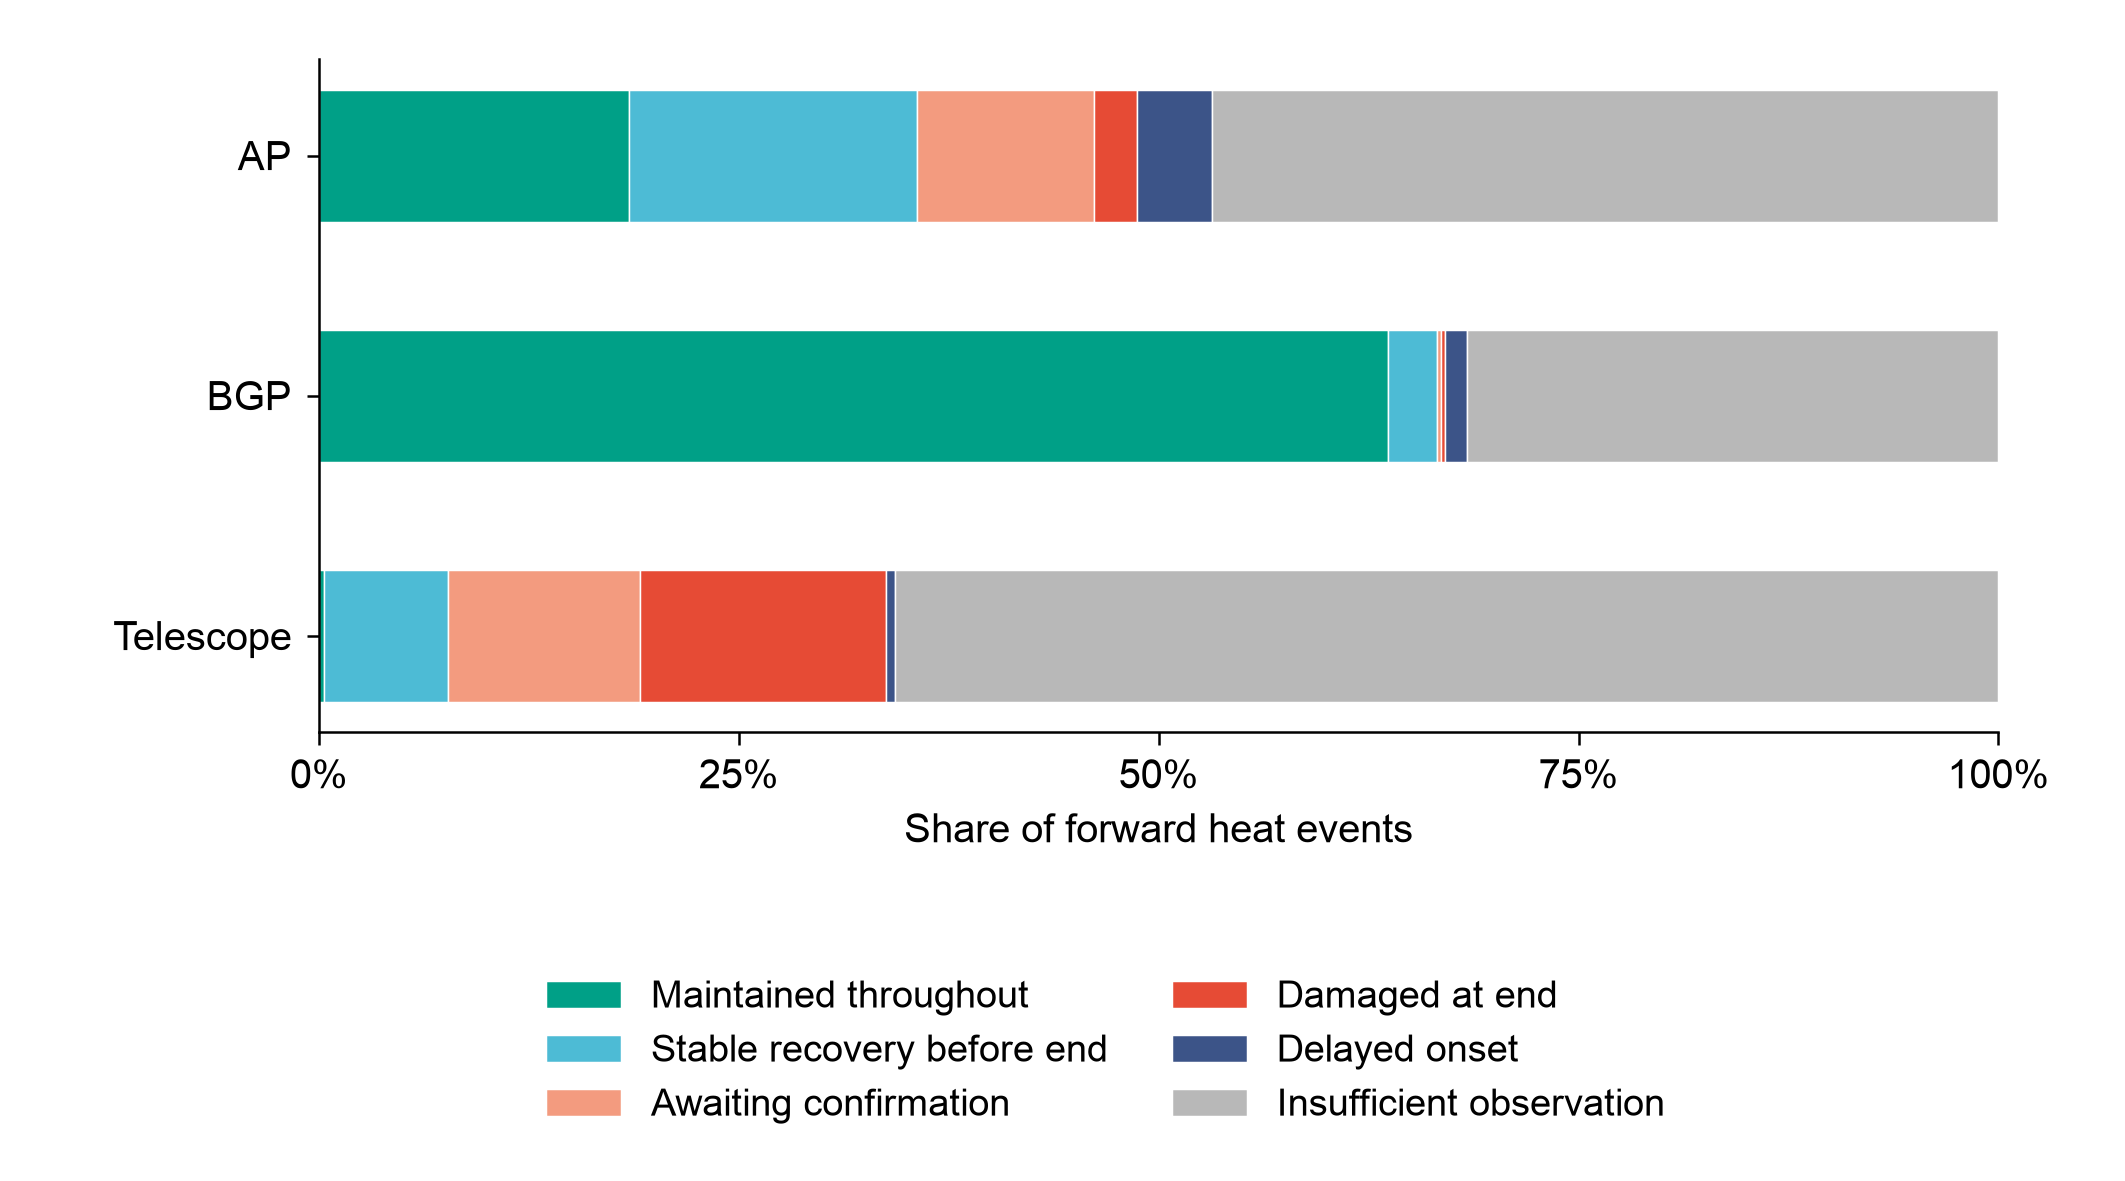 AP
BGP
Telescope
0% 25% 50% 75% 100%
Share of forward heat events
Maintained throughout
Stable recovery before end
Awaiting confirmation
Damaged at end
Delayed onset
Insufficient observation